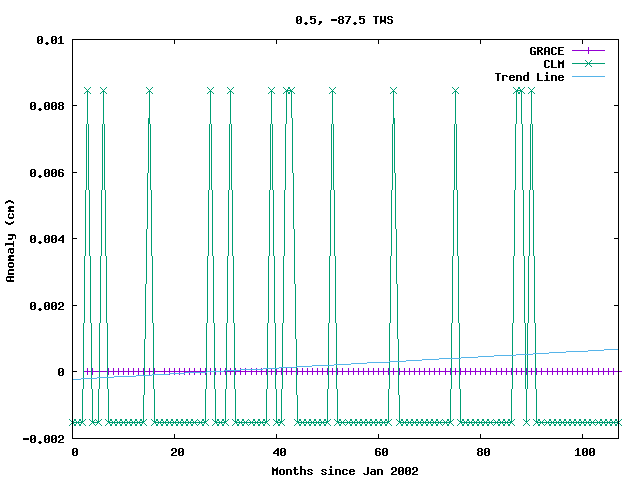 0.5, -87.5 TWS
GRACE
CLM
Trend Line
0.01
0.008
0.006
0.004
0.002
0
-0.002
Anomaly (cm)
0 20 40 60 80 100
Months since Jan 2002